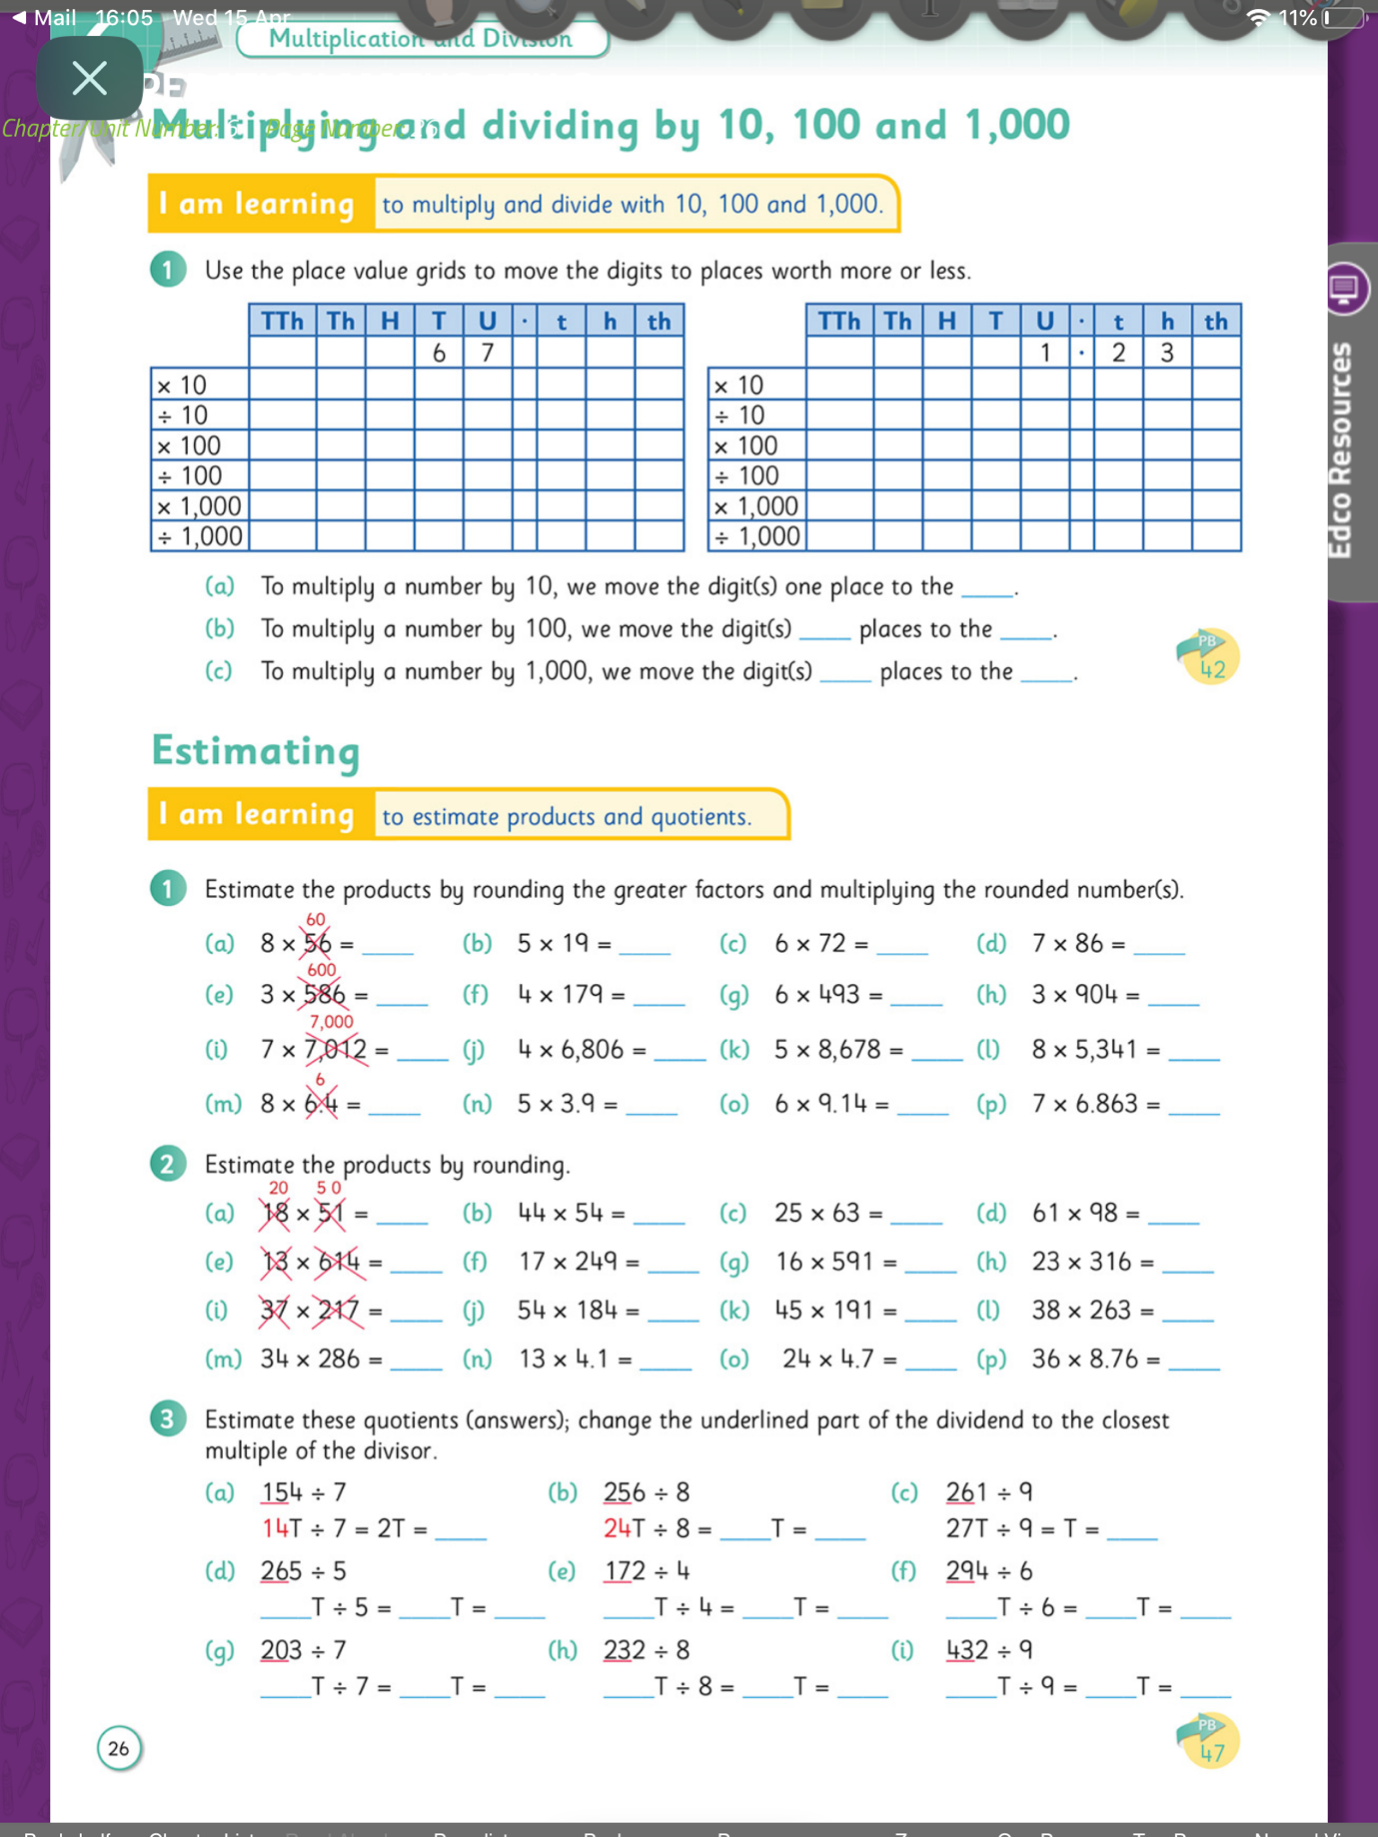 Mail 16:05 Wed 15 Apr 11%
Multiplication and Division
Chapter/Unit Number: 6 Page Number: 26
Multiplying and dividing by 10, 100 and 1,000
I am learning to multiply and divide with 10, 100 and 1,000.
1 Use the place value grids to move the digits to places worth more or less.
TTh Th H T U · t h th TTh Th H T U · t h th
6 7 1 · 2 3
× 10 × 10
÷ 10 ÷ 10
× 100 × 100
÷ 100 ÷ 100
× 1,000 × 1,000
÷ 1,000 ÷ 1,000
Edco Resources
(a) To multiply a number by 10, we move the digit(s) one place to the ____.
(b) To multiply a number by 100, we move the digit(s) ____ places to the ____.
(c) To multiply a number by 1,000, we move the digit(s) ____ places to the ____.
PB
42
Estimating
I am learning to estimate products and quotients.
1 Estimate the products by rounding the greater factors and multiplying the rounded number(s).
60
(a) 8 × 56 = ____ (b) 5 × 19 = ____ (c) 6 × 72 = ____ (d) 7 × 86 = ____
600
(e) 3 × 586 = ____ (f) 4 × 179 = ____ (g) 6 × 493 = ____ (h) 3 × 904 = ____
7,000
(i) 7 × 7,012 = ____ (j) 4 × 6,806 = ____ (k) 5 × 8,678 = ____ (l) 8 × 5,341 = ____
6
(m) 8 × 6.4 = ____ (n) 5 × 3.9 = ____ (o) 6 × 9.14 = ____ (p) 7 × 6.863 = ____
2 Estimate the products by rounding.
20 50
(a) 18 × 51 = ____ (b) 44 × 54 = ____ (c) 25 × 63 = ____ (d) 61 × 98 = ____
(e) 13 × 614 = ____ (f) 17 × 249 = ____ (g) 16 × 591 = ____ (h) 23 × 316 = ____
(i) 37 × 217 = ____ (j) 54 × 184 = ____ (k) 45 × 191 = ____ (l) 38 × 263 = ____
(m) 34 × 286 = ____ (n) 13 × 4.1 = ____ (o) 24 × 4.7 = ____ (p) 36 × 8.76 = ____
3 Estimate these quotients (answers); change the underlined part of the dividend to the closest
multiple of the divisor.
(a) 154 ÷ 7 (b) 256 ÷ 8 (c) 261 ÷ 9
14T ÷ 7 = 2T = ____ 24T ÷ 8 = ____T = ____ 27T ÷ 9 = T = ____
(d) 265 ÷ 5 (e) 172 ÷ 4 (f) 294 ÷ 6
____T ÷ 5 = ____T = ____ ____T ÷ 4 = ____T = ____ ____T ÷ 6 = ____T = ____
(g) 203 ÷ 7 (h) 232 ÷ 8 (i) 432 ÷ 9
____T ÷ 7 = ____T = ____ ____T ÷ 8 = ____T = ____ ____T ÷ 9 = ____T = ____
26
PB
47